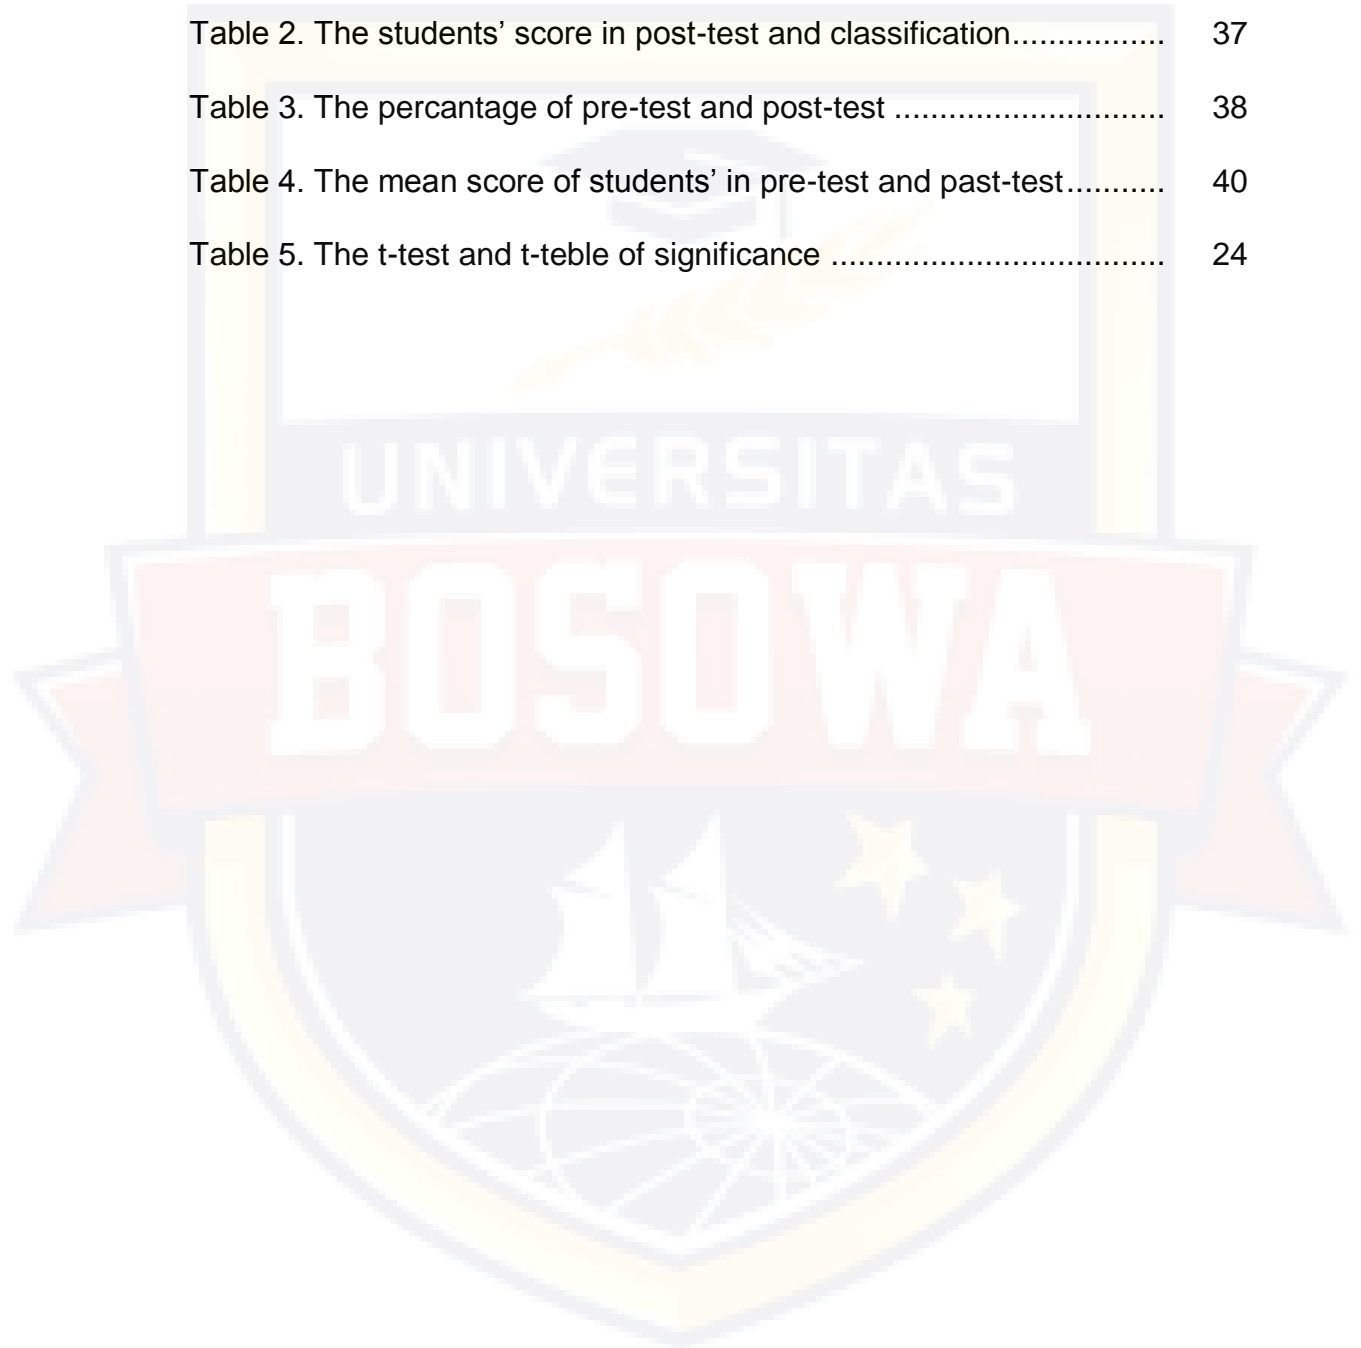 Table 2. The students’ score in post-test and classification................. 37
Table 3. The percantage of pre-test and post-test .............................. 38
Table 4. The mean score of students’ in pre-test and past-test........... 40
Table 5. The t-test and t-teble of significance ..................................... 24
UNIVERSITAS
BOSOWA